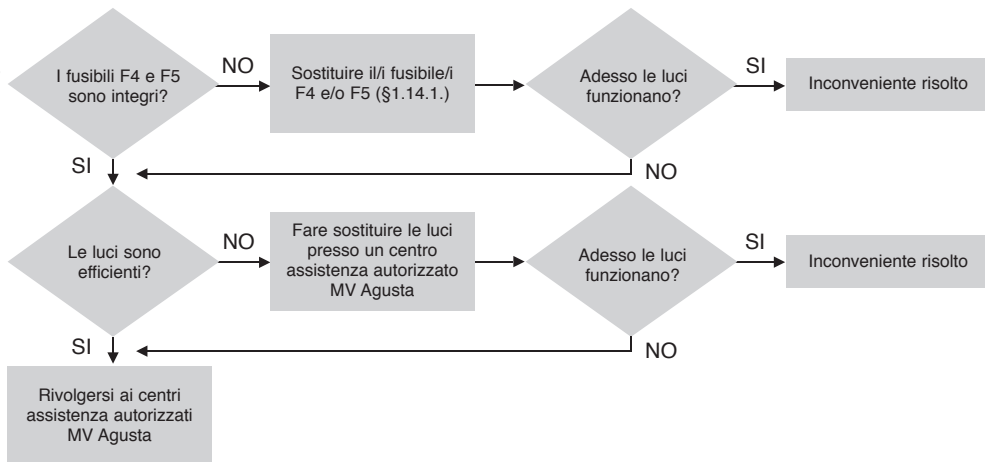 I fusibili F4 e F5
sono integri?
NO
Sostituire il/i fusibile/i
F4 e/o F5 (§1.14.1.)
Adesso le luci
funzionano?
SI
Inconveniente risolto
SI
NO
Le luci sono
efficienti?
NO
Fare sostituire le luci
presso un centro
assistenza autorizzato
MV Agusta
Adesso le luci
funzionano?
SI
Inconveniente risolto
SI
NO
Rivolgersi ai centri
assistenza autorizzati
MV Agusta